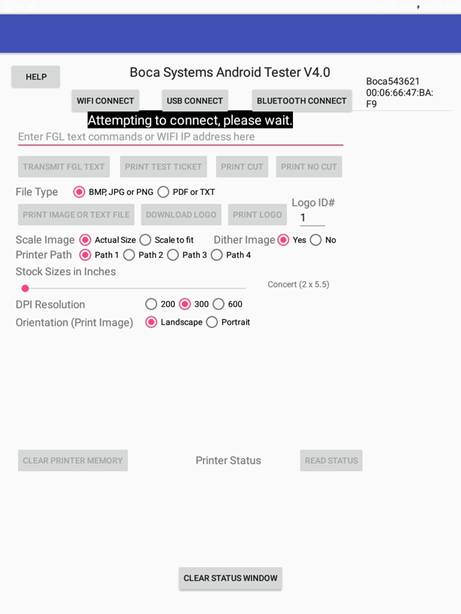 HELP
Boca Systems Android Tester V4.0
Boca543621
00:06:66:47:BA:
F9
WIFI CONNECT
USB CONNECT
BLUETOOTH CONNECT
Attempting to connect, please wait.
Enter FGL text commands or WIFI IP address here
TRANSMIT FGL TEXT
PRINT TEST TICKET
PRINT CUT
PRINT NO CUT
File Type
BMP, JPG or PNG
PDF or TXT
Logo ID#
PRINT IMAGE OR TEXT FILE
DOWNLOAD LOGO
PRINT LOGO
1
Scale Image
Actual Size
Scale to fit
Dither Image
Yes
No
Printer Path
Path 1
Path 2
Path 3
Path 4
Stock Sizes in Inches
Concert (2 x 5.5)
DPI Resolution
200
300
600
Orientation (Print Image)
Landscape
Portrait
CLEAR PRINTER MEMORY
Printer Status
READ STATUS
CLEAR STATUS WINDOW